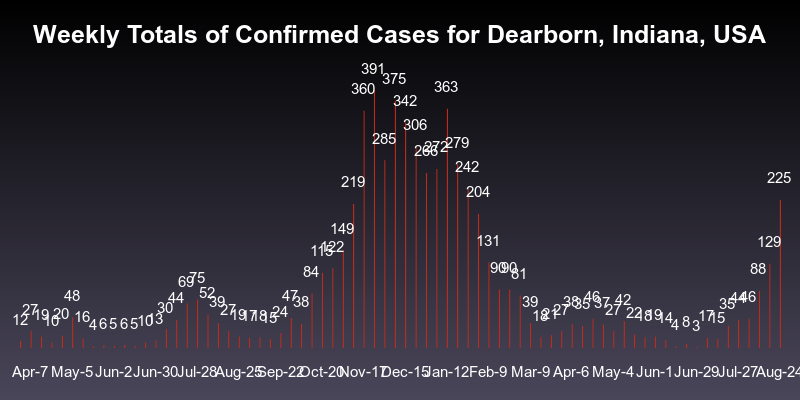 Weekly Totals of Confirmed Cases for Dearborn, Indiana, USA
12 27 19 10 20 48 16 4 6 5 6 5 10 13 30 44 69 75 52 39 27 19 17 18 15 24 47 38 84 115 122 149 219 360 391 285 375 342 306 266 272 363 279 242 204 131 90 90 81 39 18 21 27 38 35 46 37 27 42 22 18 19 14 4 8 3 17 15 35 44 46 88 129 225
Apr-7 May-5 Jun-2 Jun-30 Jul-28 Aug-25 Sep-22 Oct-20 Nov-17 Dec-15 Jan-12 Feb-9 Mar-9 Apr-6 May-4 Jun-1 Jun-29 Jul-27 Aug-24